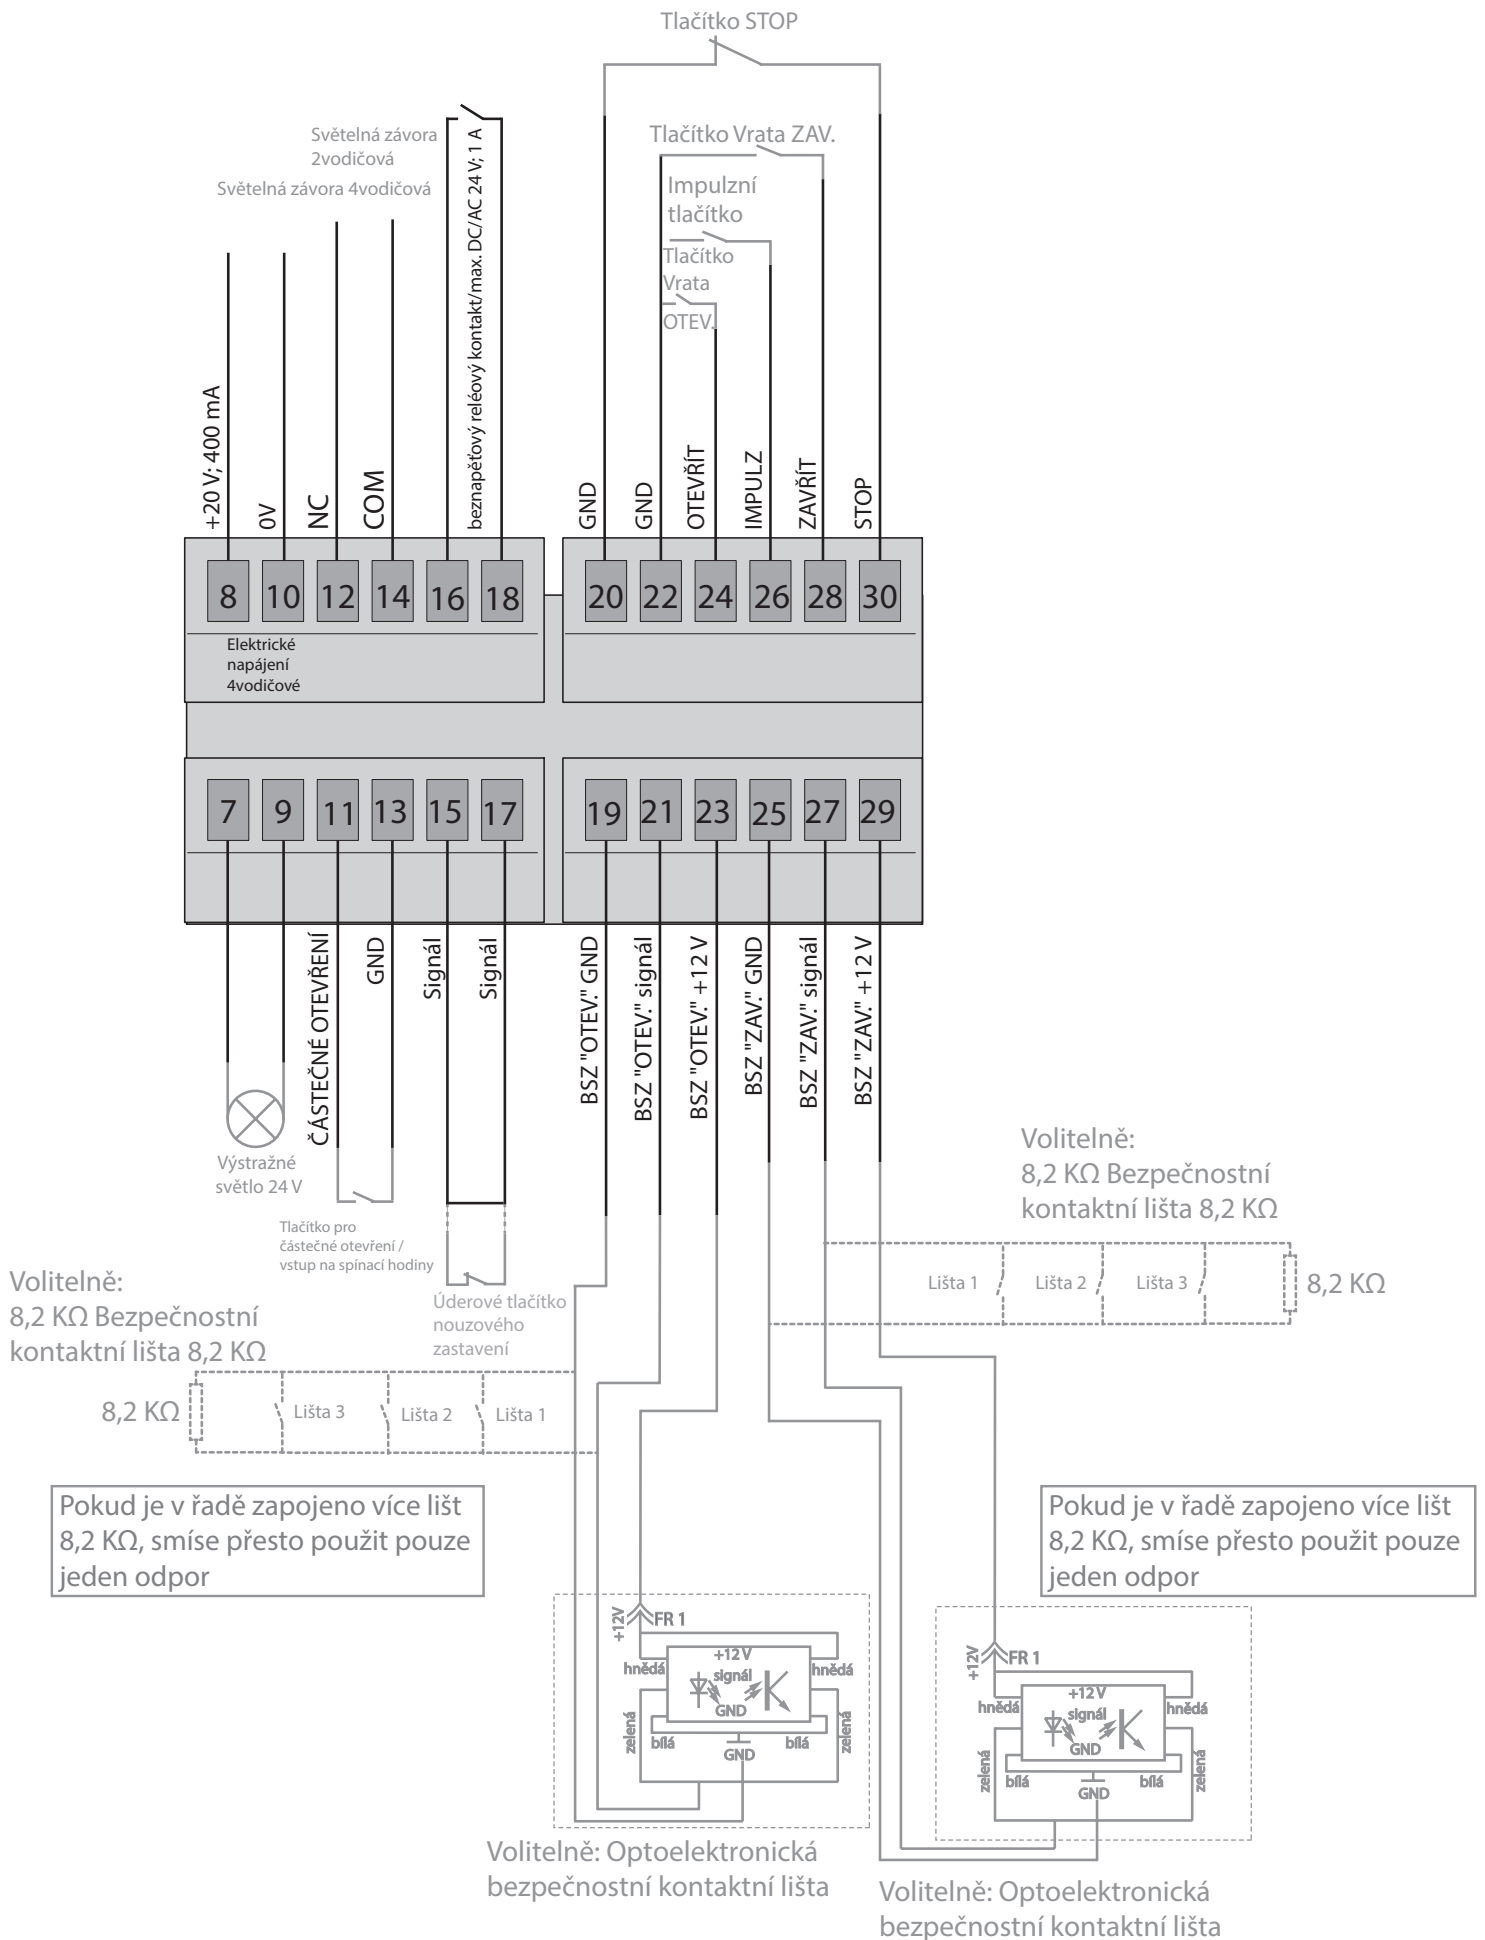 Tlačítko STOP
Světelná závora
2vodičová
Světelná závora 4vodičová
Tlačítko Vrata ZAV.
Impulzní
tlačítko
Tlačítko
Vrata
OTEV.
+20 V; 400 mA
0V
NC
COM
beznapěťový reléový kontakt/max. DC/AC 24 V; 1 A
GND
GND
OTEVŘÍT
IMPULZ
ZAVŘÍT
STOP
8
10
12
14
16
18
20
22
24
26
28
30
Elektrické
napájení
4vodičové
7
9
11
13
15
17
19
21
23
25
27
29
ČÁSTEČNÉ OTEVŘENÍ
GND
Signál
Signál
BSZ "OTEV." GND
BSZ "OTEV." signál
BSZ "OTEV." +12 V
BSZ "ZAV." GND
BSZ "ZAV." signál
BSZ "ZAV." +12 V
Výstražné
světlo 24 V
Tlačítko pro
částečné otevření /
vstup na spínací hodiny
Úderové tlačítko
nouzového
zastavení
Volitelně:
8,2 KΩ Bezpečnostní
kontaktní lišta 8,2 KΩ
Lišta 1
Lišta 2
Lišta 3
8,2 KΩ
Volitelně:
8,2 KΩ Bezpečnostní
kontaktní lišta 8,2 KΩ
8,2 KΩ
Lišta 3
Lišta 2
Lišta 1
Pokud je v řadě zapojeno více lišt
8,2 KΩ, smíse přesto použit pouze
jeden odpor
Pokud je v řadě zapojeno více lišt
8,2 KΩ, smíse přesto použit pouze
jeden odpor
+12V
FR 1
+12 V
hnědá
signál
hnědá
GND
zelená
bílá
GND
bílá
zelená
+12V
FR 1
+12 V
hnědá
signál
hnědá
GND
zelená
bílá
GND
bílá
zelená
Volitelně: Optoelektronická
bezpečnostní kontaktní lišta
Volitelně: Optoelektronická
bezpečnostní kontaktní lišta